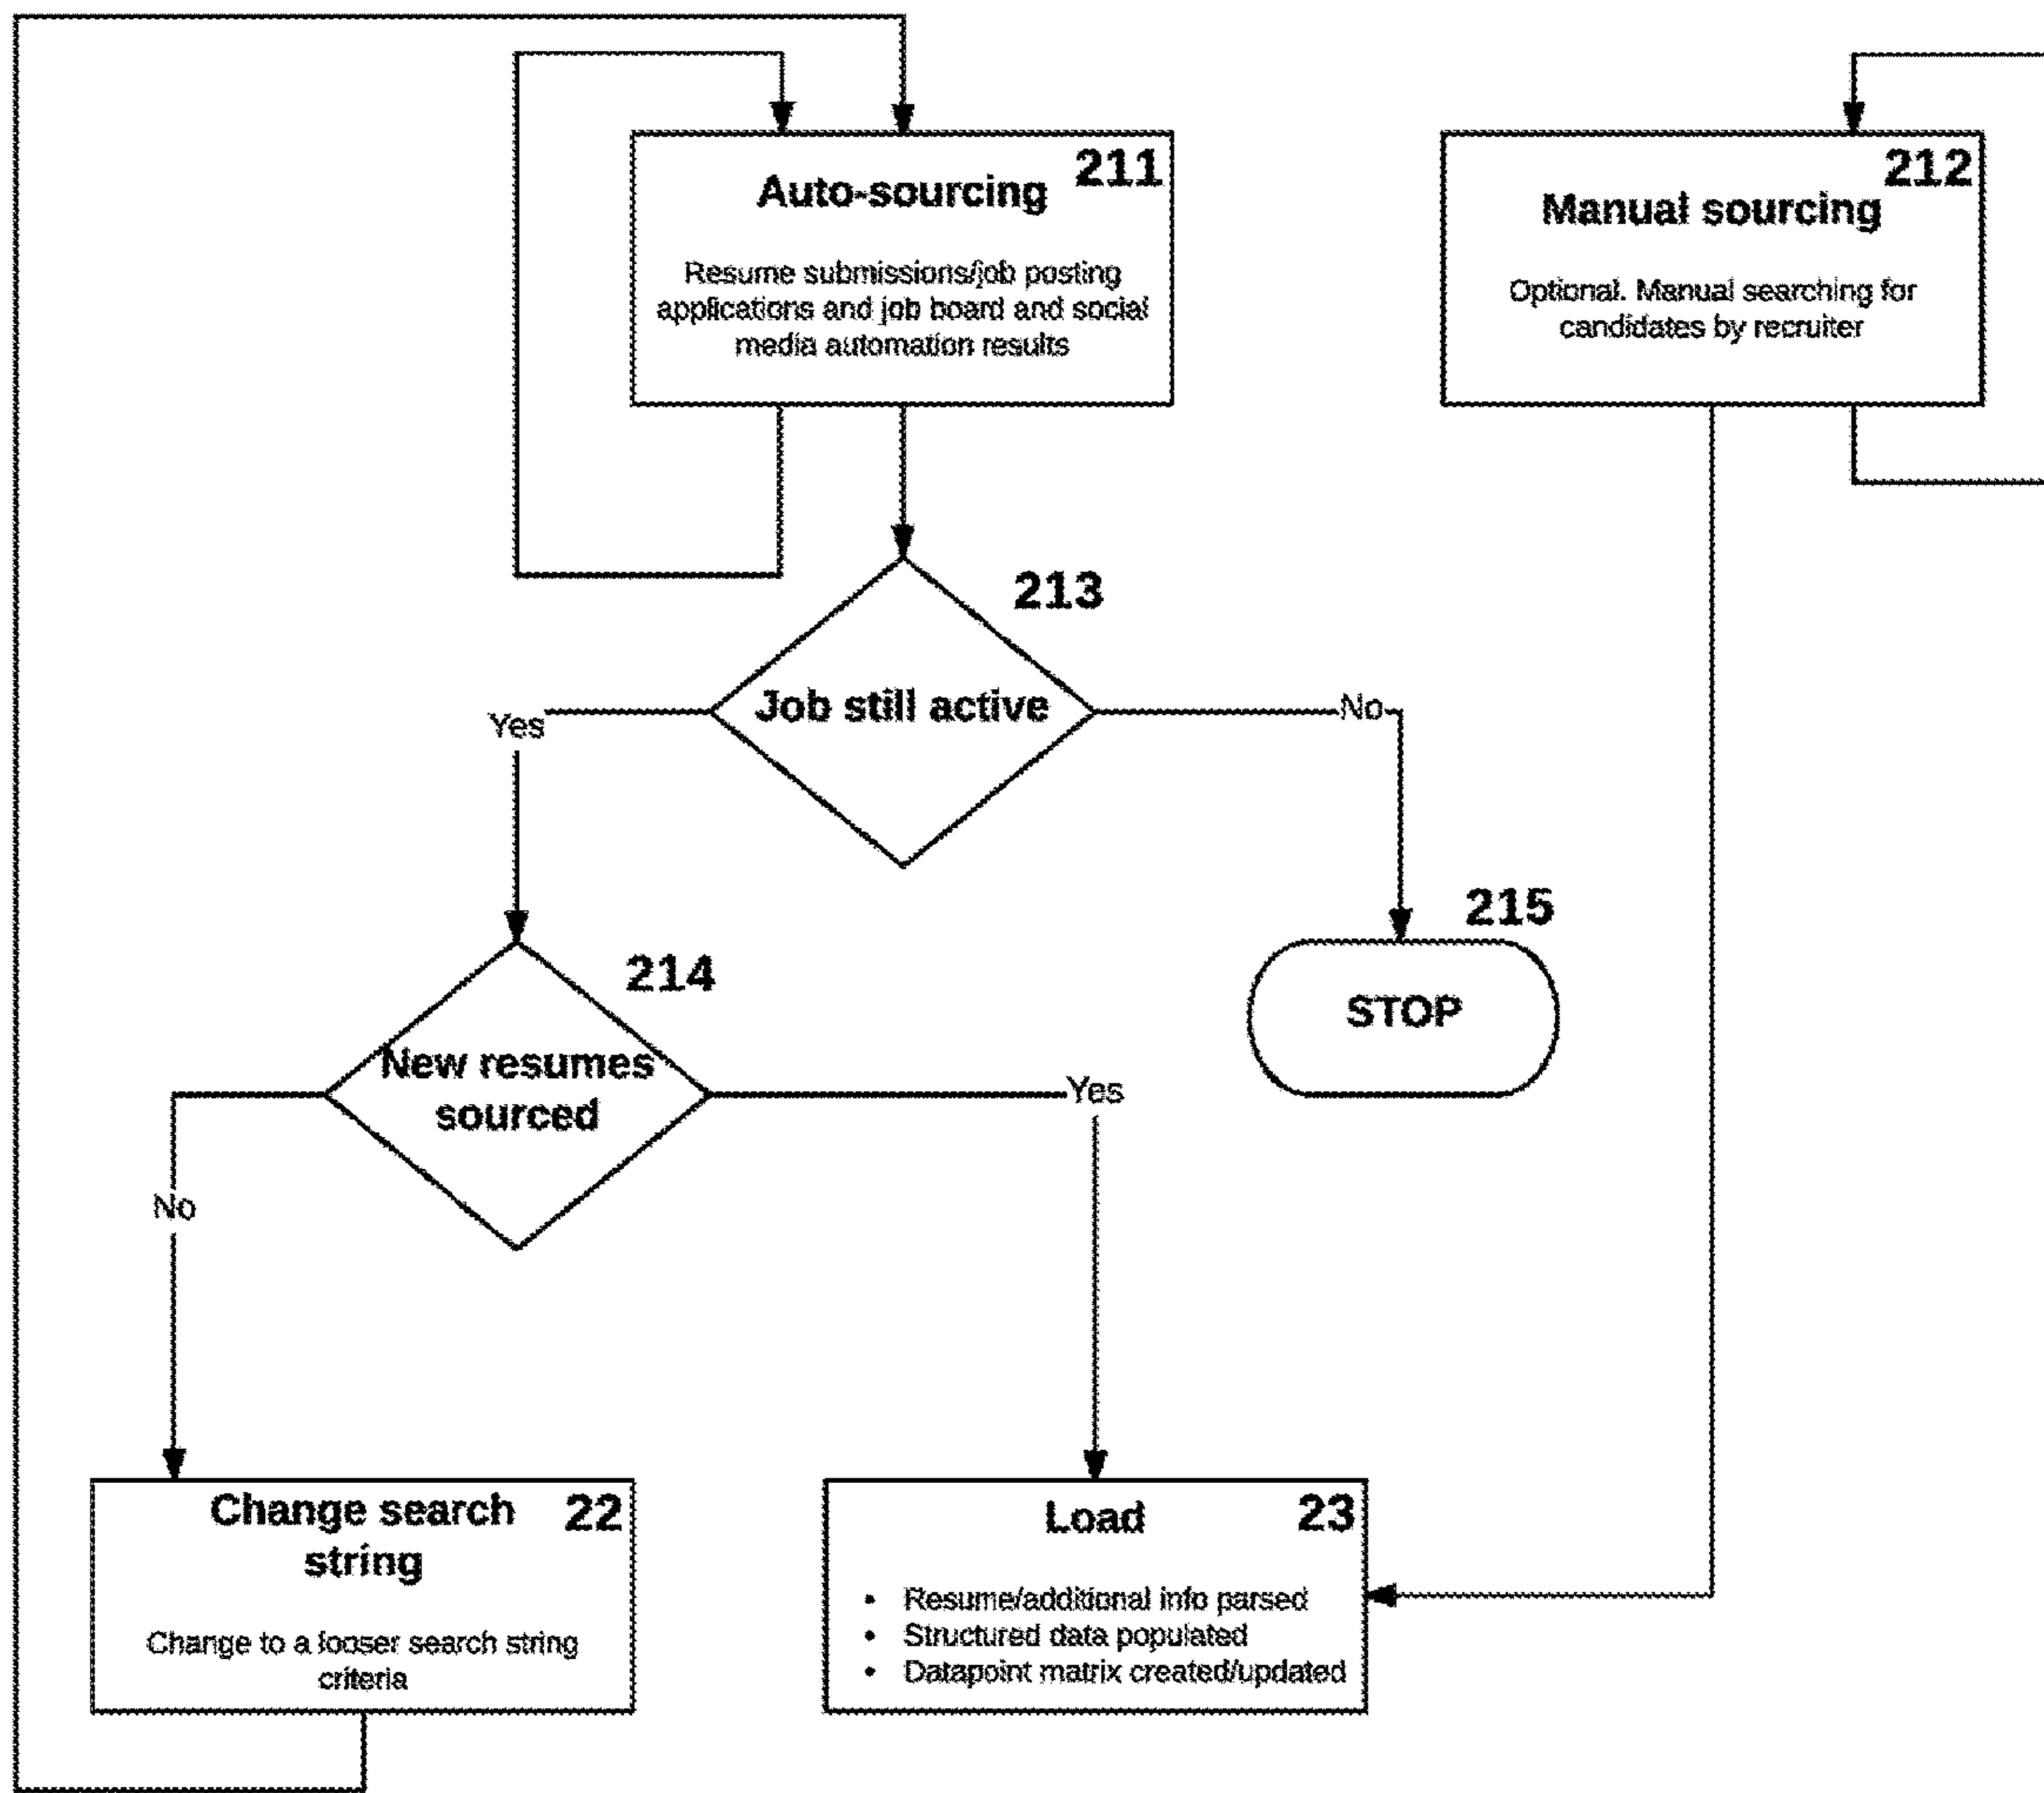 211
Auto-sourcing
Resume submissions/job posting
applications and job board and social
media automation results
212
Manual sourcing
Optional. Manual searching for
candidates by recruiter
213
Job still active
Yes
No
215
STOP
214
New resumes
sourced
Yes
No
Change search
string
22
Change to a looser search string
criteria
Load
23
• Resume/additional info parsed
• Structured data populated
• Datapoint matrix created/updated